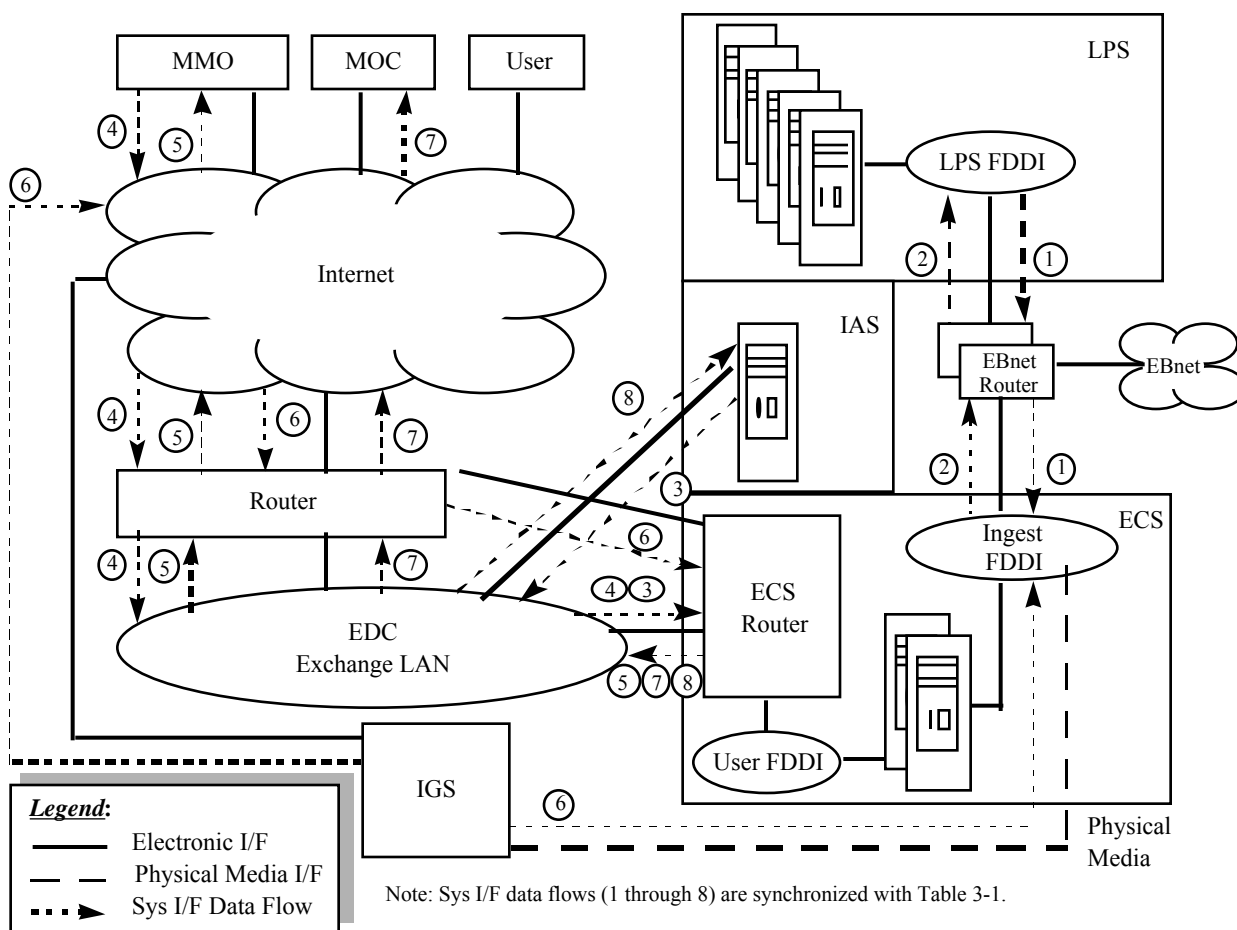 MMO
MOC
User
LPS
4
5
7
6
LPS FDDI
2
1
Internet
IAS
EBnet
Router
EBnet
4
5
6
7
8
3
2
1
Router
6
ECS
Ingest
FDDI
4
5
7
4
3
ECS
Router
EDC
Exchange LAN
5
7
8
User FDDI
IGS
6
Physical
Media
Legend:
Electronic I/F
Physical Media I/F
Sys I/F Data Flow
Note: Sys I/F data flows (1 through 8) are synchronized with Table 3-1.